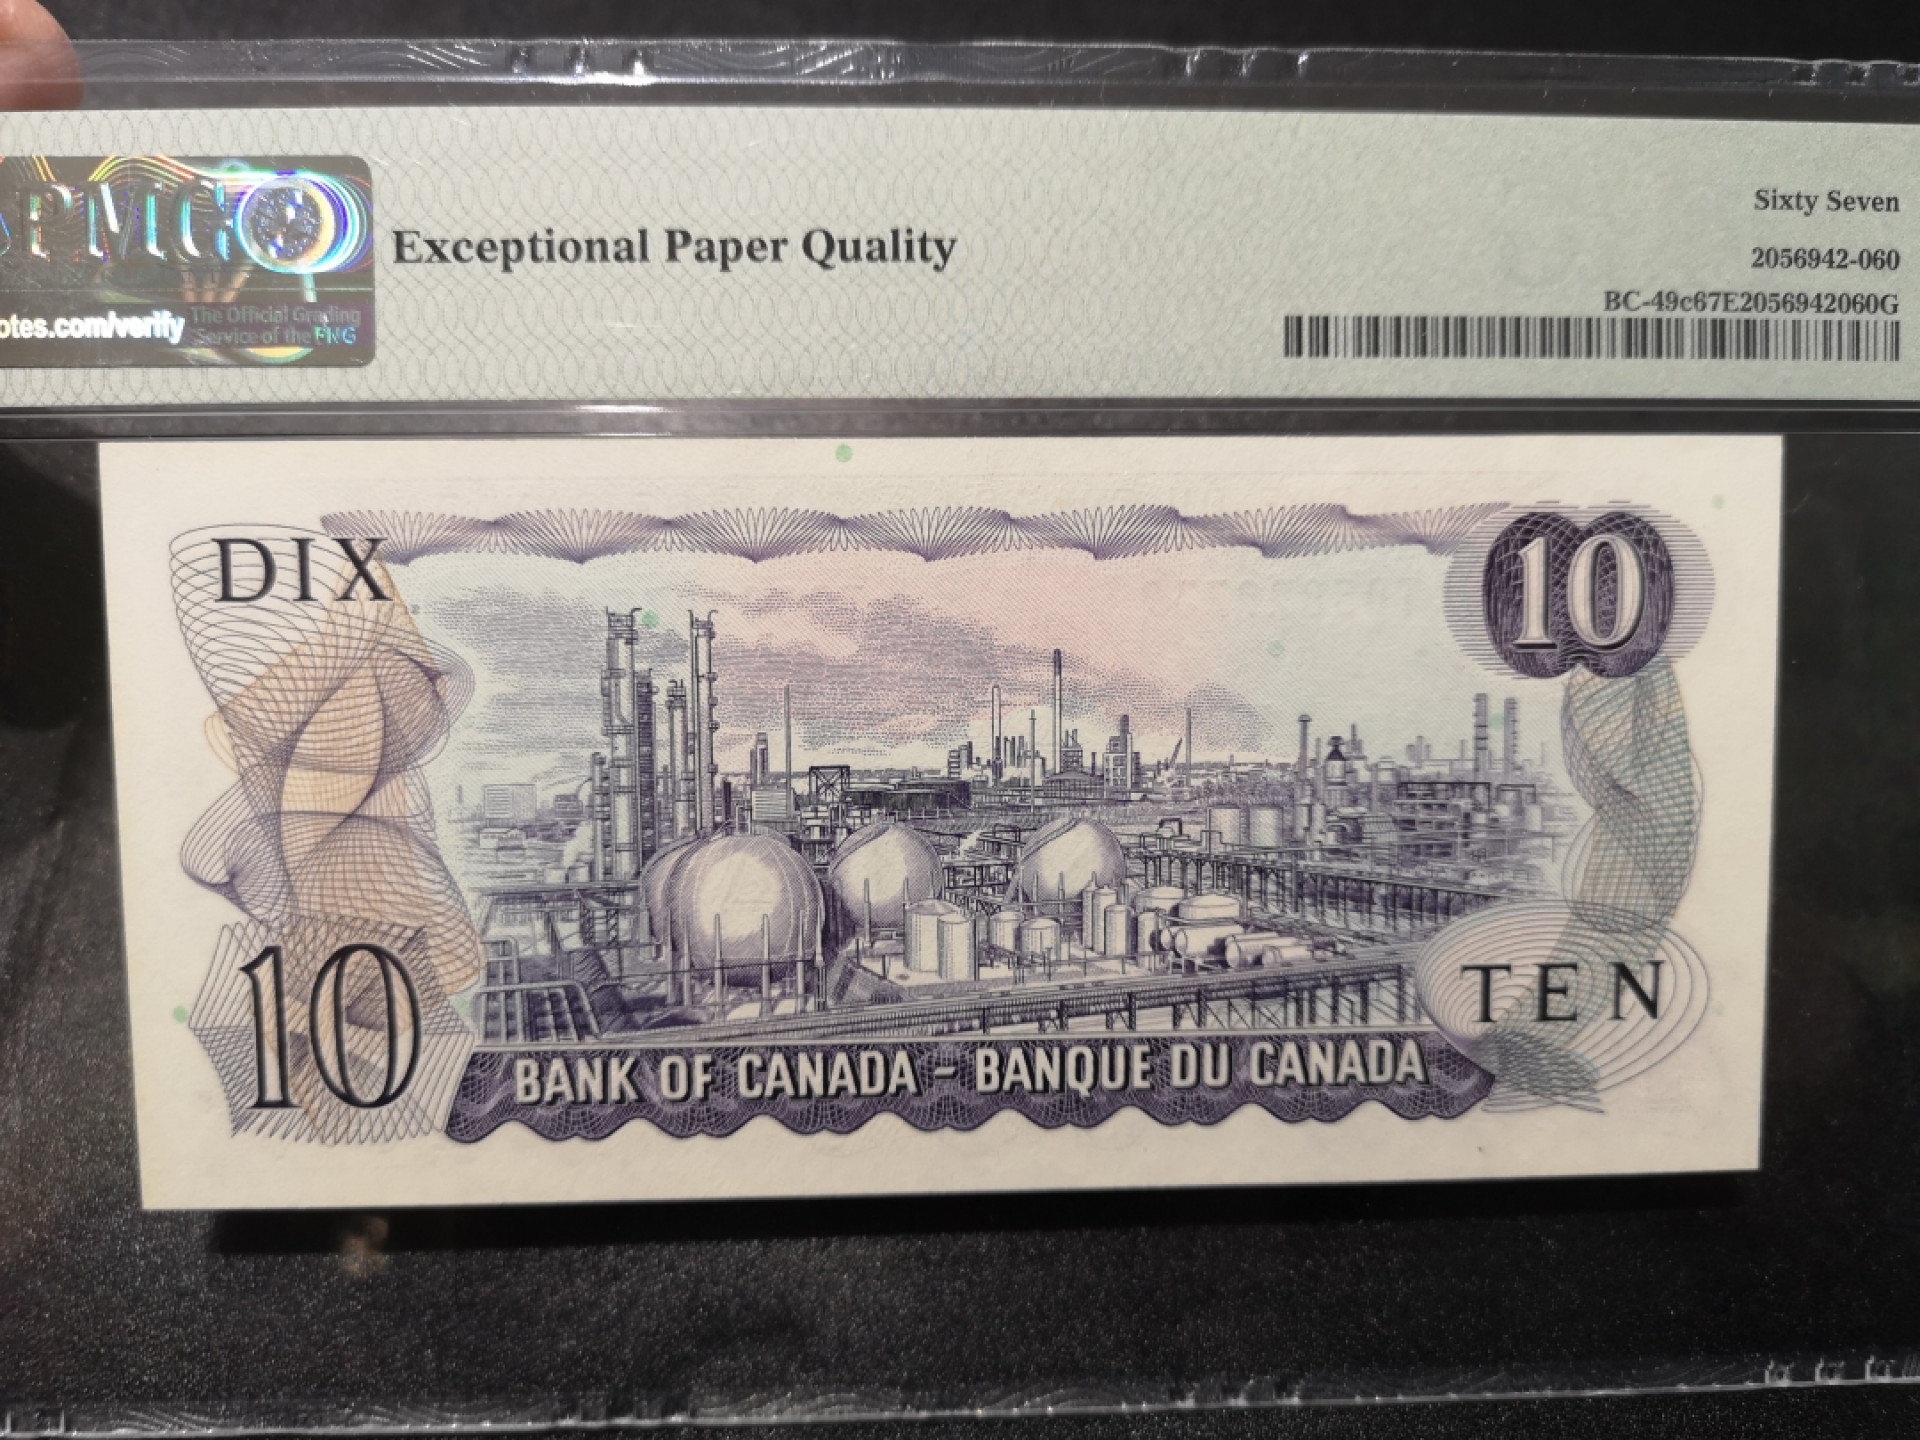 PMG
Exceptional Paper Quality
Sixty Seven
2056942-060
BC-49c67E2056942060G
otes.com/verify
The Official Grading
Service of the PNG
DIX
10
10
TEN
BANK OF CANADA - BANQUE DU CANADA